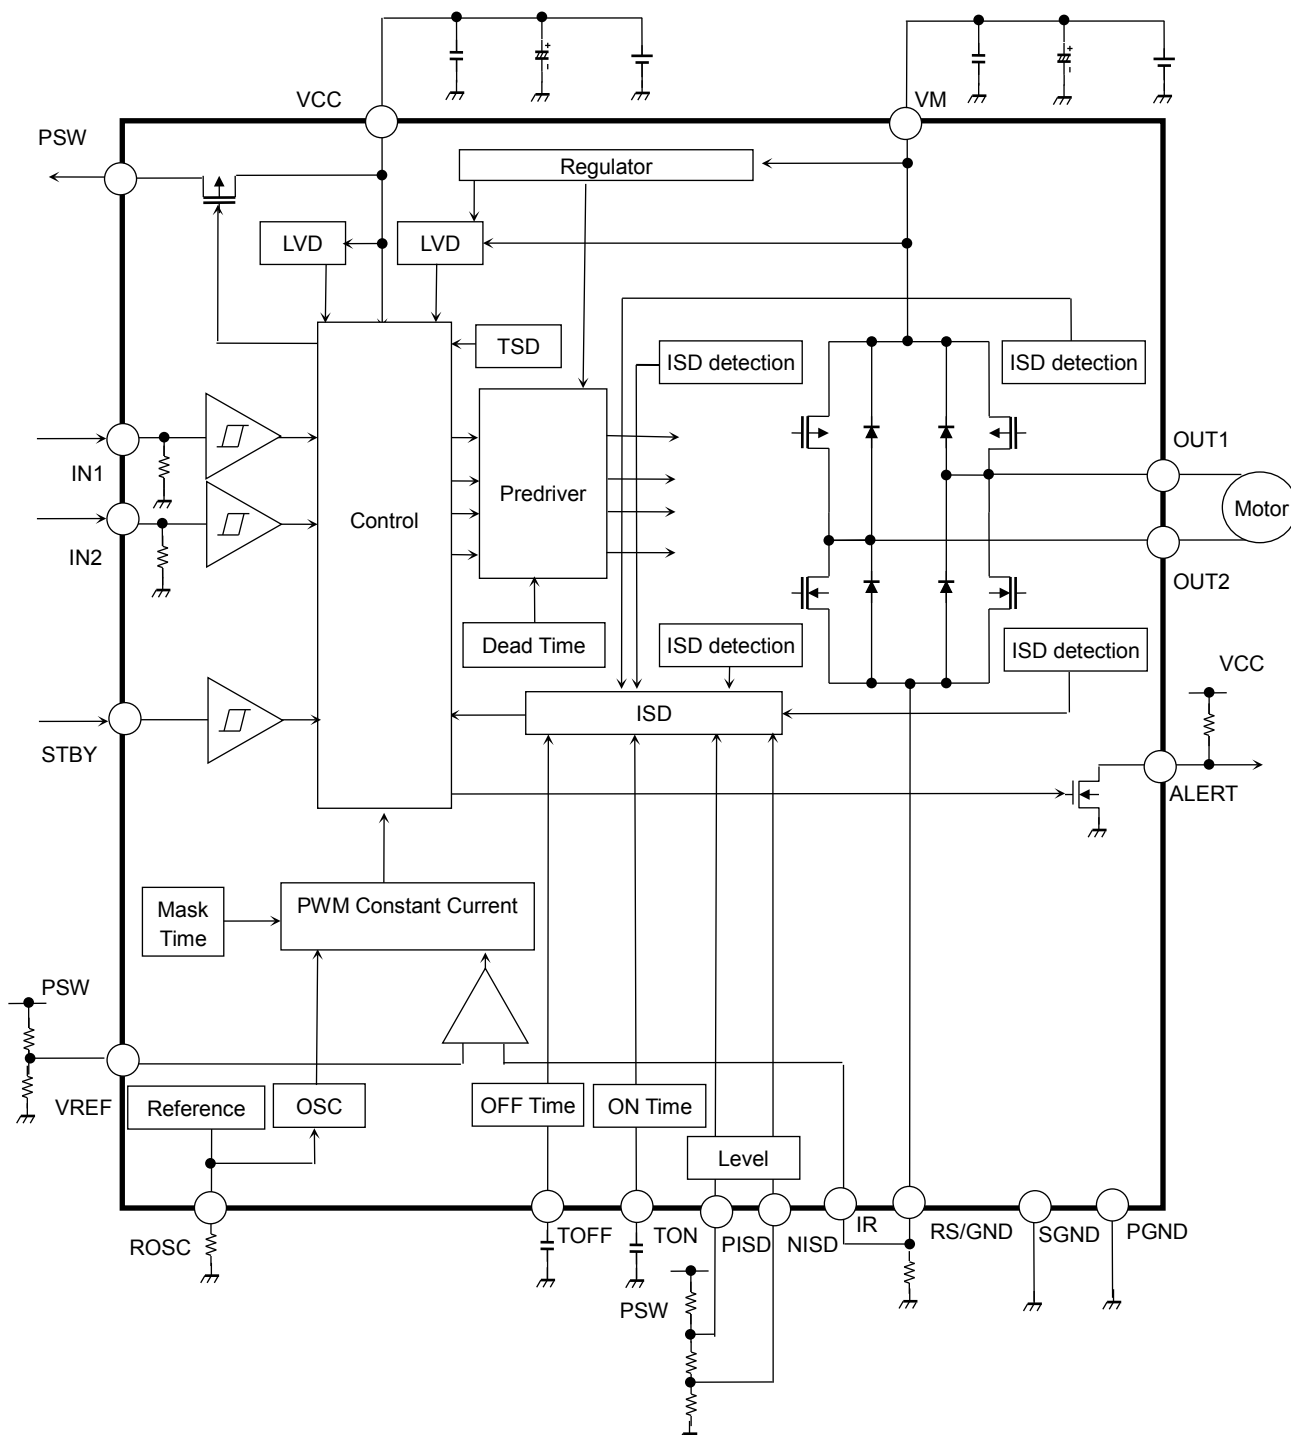 VCC
VM
PSW
Regulator
LVD
LVD
TSD
ISD detection
ISD detection
IN1
OUT1
Control
Predriver
Motor
IN2
OUT2
Dead Time
ISD detection
ISD detection
VCC
ISD
STBY
ALERT
Mask
Time
PWM Constant Current
PSW
VREF
Reference
OSC
OFF Time
ON Time
Level
ROSC
TOFF
TON
PISD
NISD
IR
RS/GND
SGND
PGND
PSW
+
-
+
-